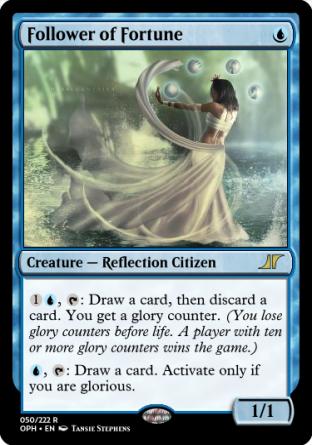 Follower of Fortune
Creature — Reflection Citizen
1U, T: Draw a card, then discard a
card. You get a glory counter. (You lose
glory counters before life. A player with ten
or more glory counters wins the game.)
, : Draw a card. Activate only if
you are glorious.
050/222 R
OPH • EN Tansie Stephens
1/1